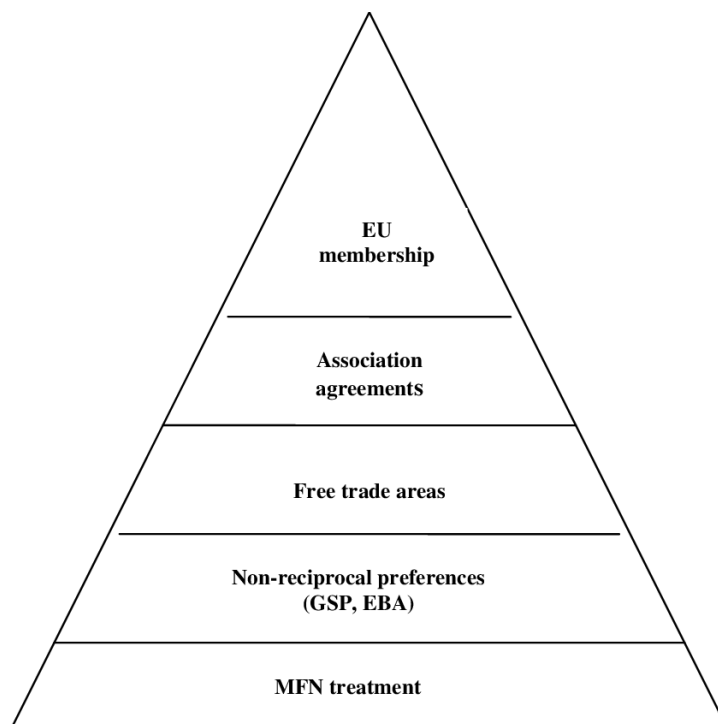 EU
membership
Association
agreements
Free trade areas
Non-reciprocal preferences
(GSP, EBA)
MFN treatment